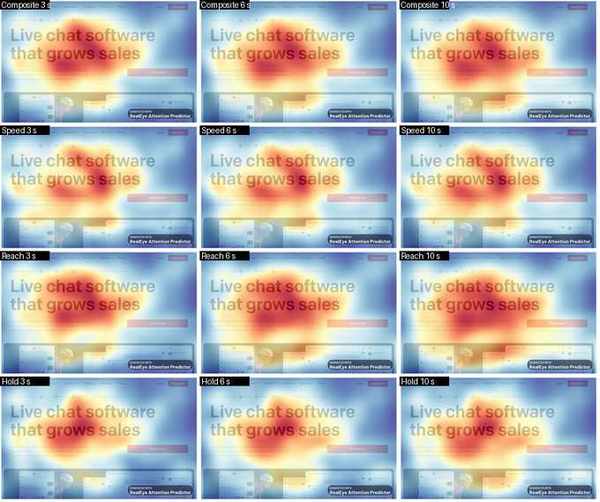 Composite 3 s
Live chat software
that grows sales
RealEye Attention Predictor
Composite 6 s
Live chat software
that grows sales
RealEye Attention Predictor
Composite 10 s
Live chat software
that grows sales
RealEye Attention Predictor
Speed 3 s
Live chat software
that grows sales
RealEye Attention Predictor
Speed 6 s
Live chat software
that grows sales
RealEye Attention Predictor
Speed 10 s
Live chat software
that grows sales
RealEye Attention Predictor
Reach 3 s
Live chat software
that grows sales
RealEye Attention Predictor
Reach 6 s
Live chat software
that grows sales
RealEye Attention Predictor
Reach 10 s
Live chat software
that grows sales
RealEye Attention Predictor
Hold 3 s
Live chat software
that grows sales
RealEye Attention Predictor
Hold 6 s
Live chat software
that grows sales
RealEye Attention Predictor
Hold 10 s
Live chat software
that grows sales
RealEye Attention Predictor